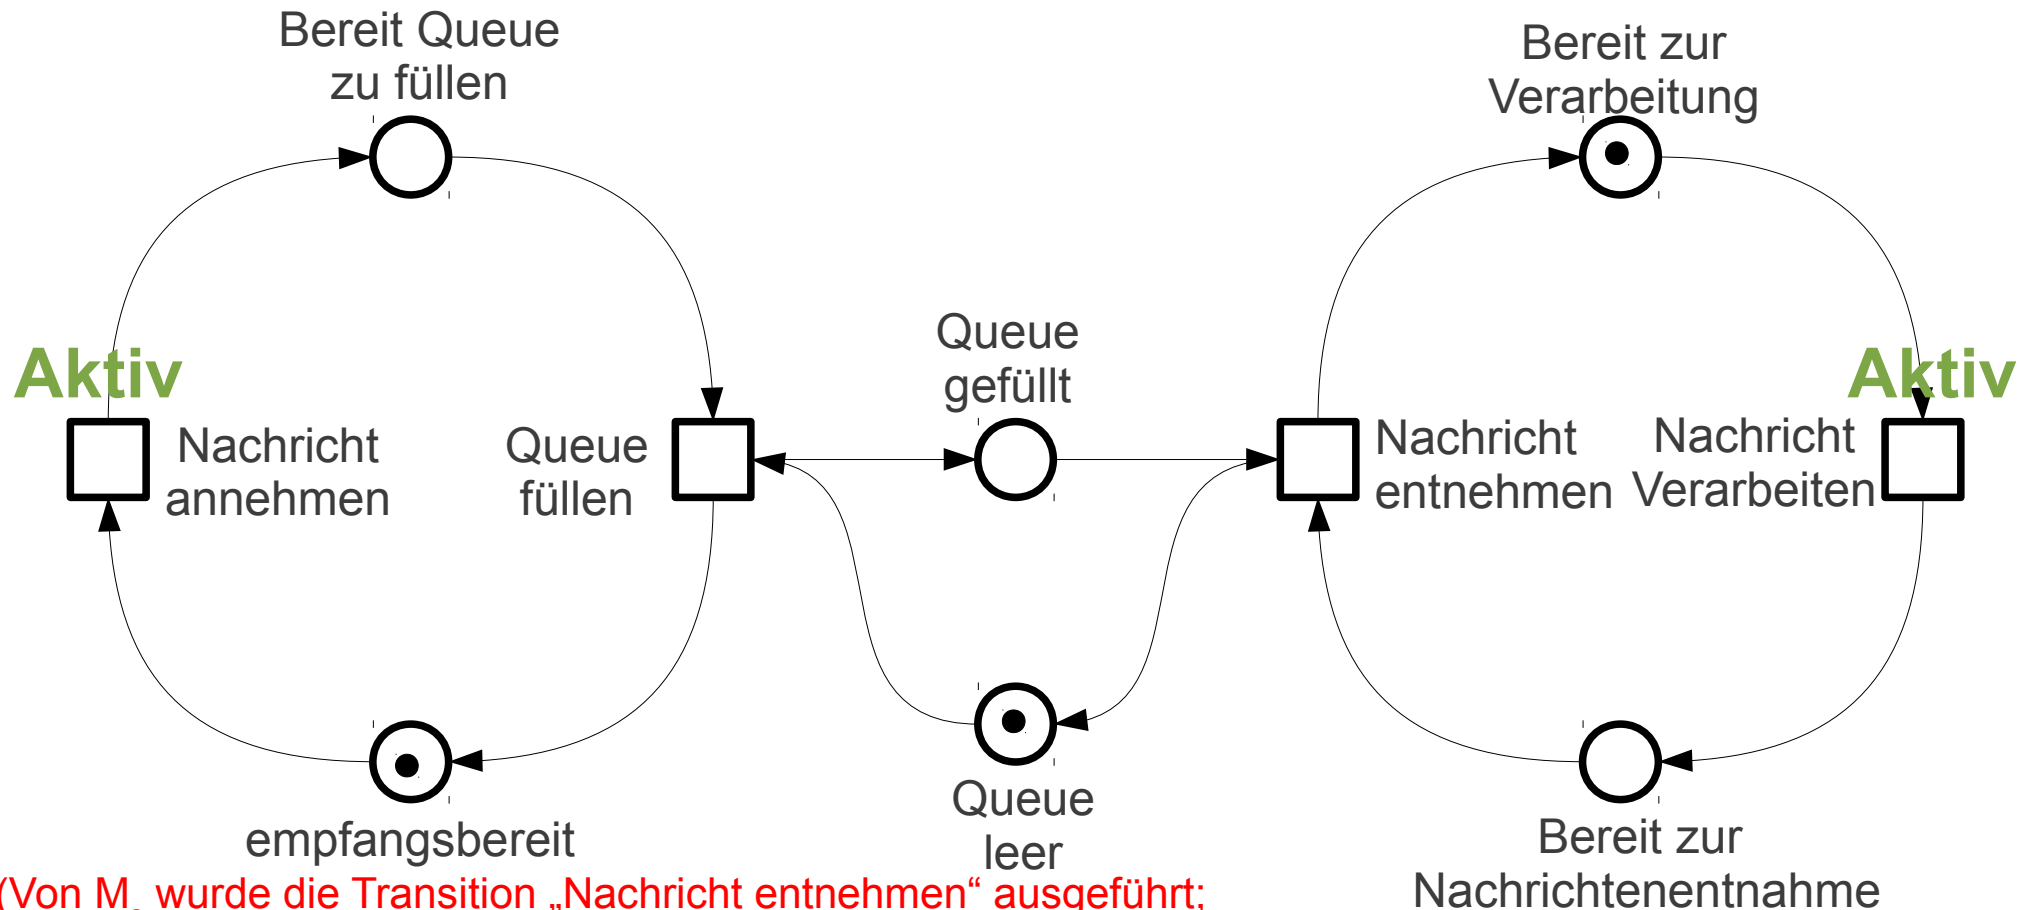 Bereit Queue
zu füllen
Bereit zur
Verarbeitung
Aktiv
Aktiv
Queue
gefüllt
Nachricht
annehmen
Queue
füllen
Nachricht
entnehmen
Nachricht
Verarbeiten
empfangsbereit
Queue
leer
Bereit zur
Nachrichtenentnahme
(Von M wurde die Transition „Nachricht entnehmen“ ausgeführt;